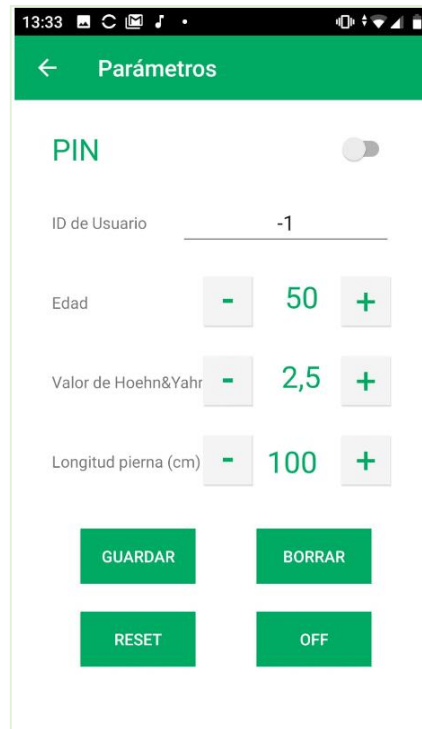 13:33
Parámetros
PIN
ID de Usuario -1
Edad - 50 +
Valor de Hoehn&Yahr - 2,5 +
Longitud pierna (cm) - 100 +
GUARDAR BORRAR
RESET OFF